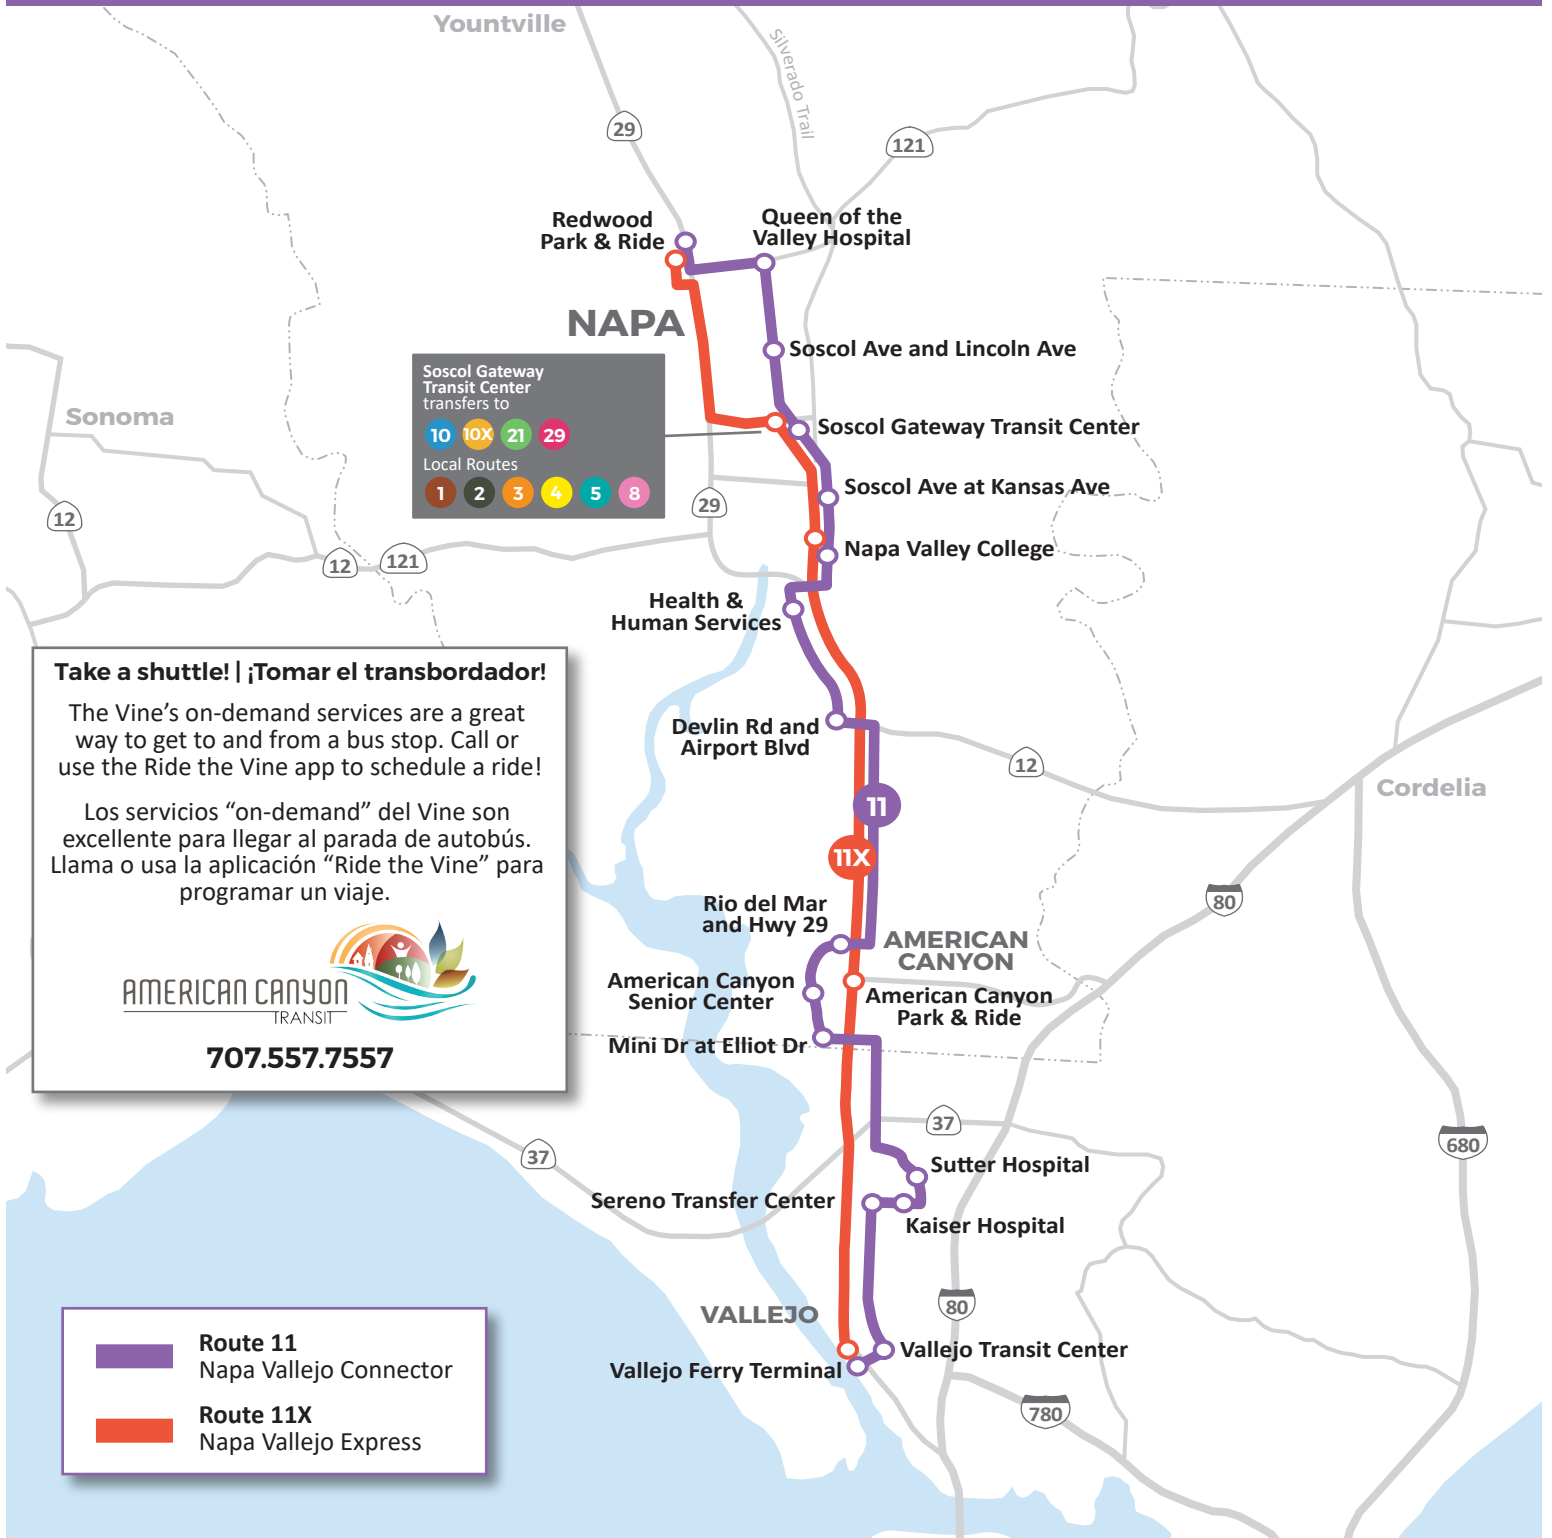 Yountville
Silverado Trail
29
121
Redwood
Park & Ride
Queen of the
Valley Hospital
NAPA
Soscol Ave and Lincoln Ave
Soscol Gateway
Transit Center
transfers to
10
10X
21
29
Local Routes
1
2
3
4
5
8
Sonoma
Soscol Gateway Transit Center
Soscol Ave at Kansas Ave
29
12
12
121
Napa Valley College
Health &
Human Services
Take a shuttle! | ¡Tomar el transbordador!
The Vine's on-demand services are a great
way to get to and from a bus stop. Call or
use the Ride the Vine app to schedule a ride!
Los servicios “on-demand” del Vine son
excellente para llegar al parada de autobús.
Llama o usa la aplicación “Ride the Vine” para
programar un viaje.
AMERICAN CANYON
TRANSIT
707.557.7557
Devlin Rd and
Airport Blvd
12
Cordelia
11
11X
80
Rio del Mar
and Hwy 29
AMERICAN
CANYON
American Canyon
Senior Center
American Canyon
Park & Ride
Mini Dr at Elliot Dr
37
37
680
Sutter Hospital
Sereno Transfer Center
Kaiser Hospital
80
VALLEJO
Vallejo Transit Center
Vallejo Ferry Terminal
780
Route 11
Napa Vallejo Connector
Route 11X
Napa Vallejo Express